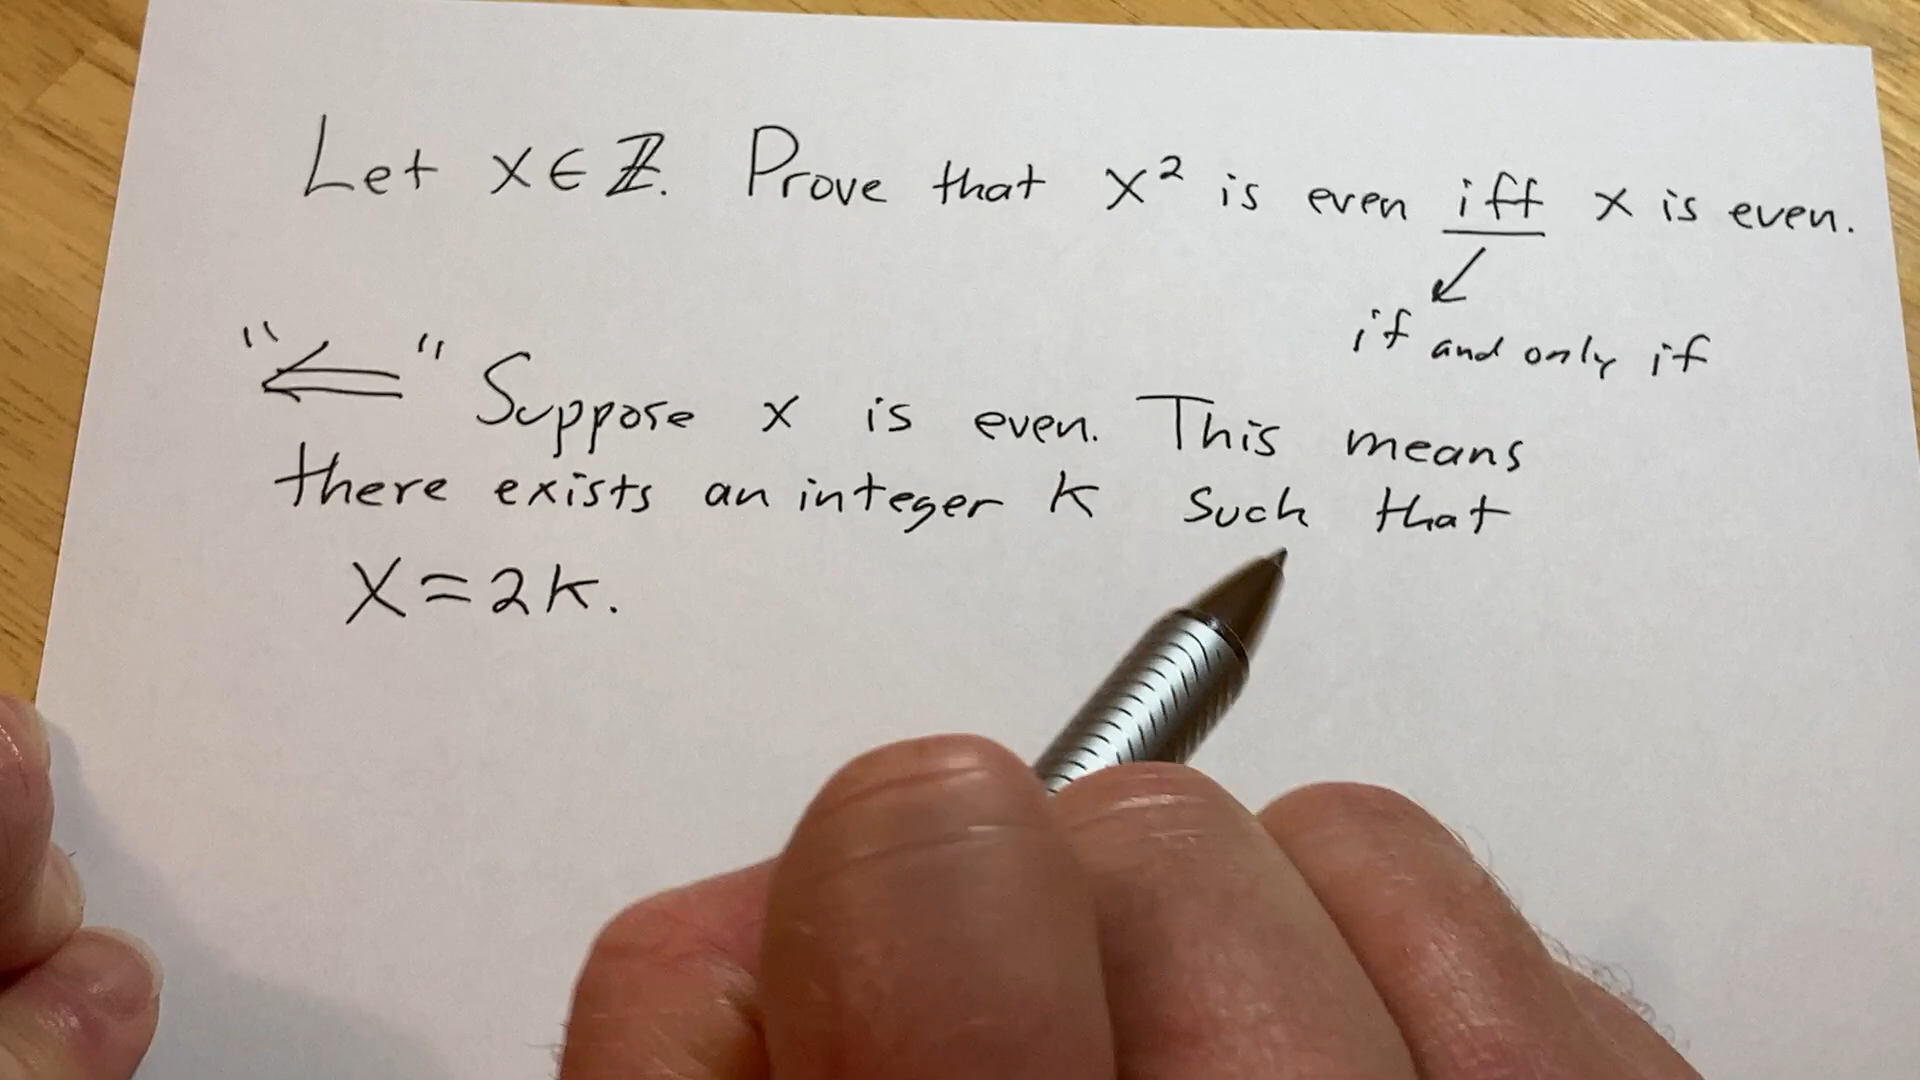 Let x∈ℤ. Prove that x² is even iff x is even.
↙
if and only if
"⇐" Suppose x is even. This means
there exists an integer k such that
x=2k.